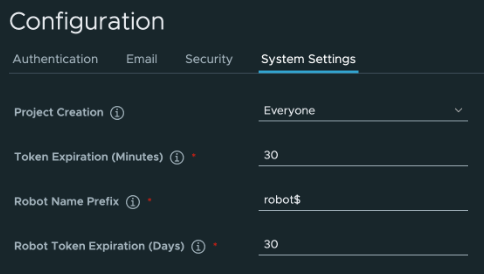 Configuration
Authentication Email Security System Settings
Project Creation Everyone
Token Expiration (Minutes) * 30
Robot Name Prefix * robot$
Robot Token Expiration (Days) * 30